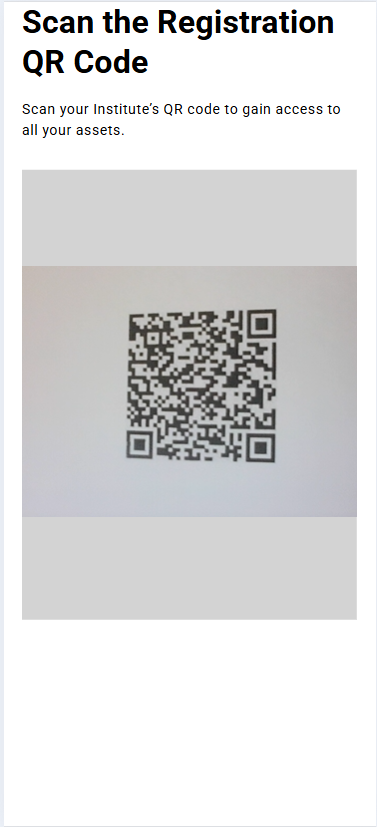 Scan the Registration
QR Code
Scan your Institute’s QR code to gain access to
all your assets.